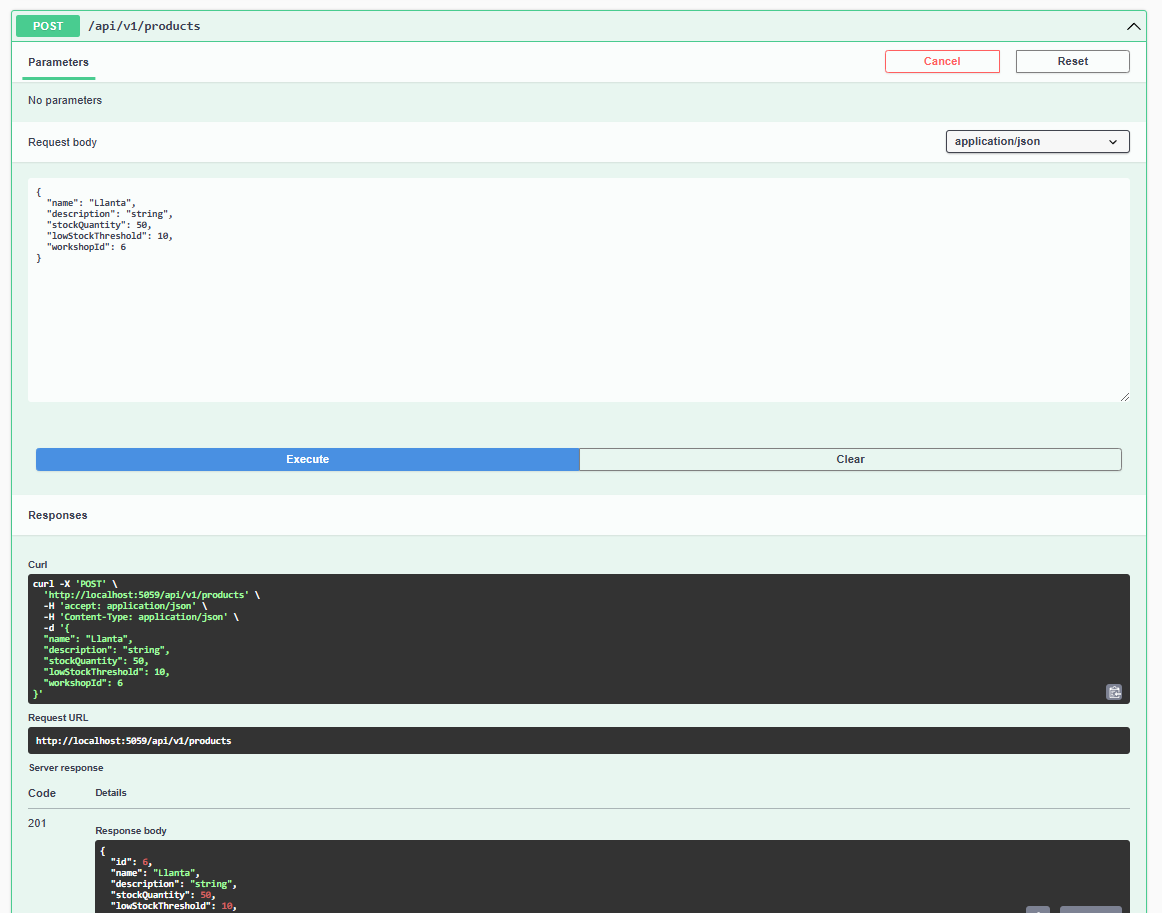 POST /api/v1/products
Parameters
Cancel
Reset
No parameters
Request body
application/json
{
  "name": "Llanta",
  "description": "string",
  "stockQuantity": 50,
  "lowStockThreshold": 10,
  "workshopId": 6
}
Execute
Clear
Responses
Curl
curl -X 'POST' \
  'http://localhost:5059/api/v1/products' \
  -H 'accept: application/json' \
  -H 'Content-Type: application/json' \
  -d '{
  "name": "Llanta",
  "description": "string",
  "stockQuantity": 50,
  "lowStockThreshold": 10,
  "workshopId": 6
}'
Request URL
http://localhost:5059/api/v1/products
Server response
Code Details
201
Response body
{
  "id": 6,
  "name": "Llanta",
  "description": "string",
  "stockQuantity": 50,
  "lowStockThreshold": 10,